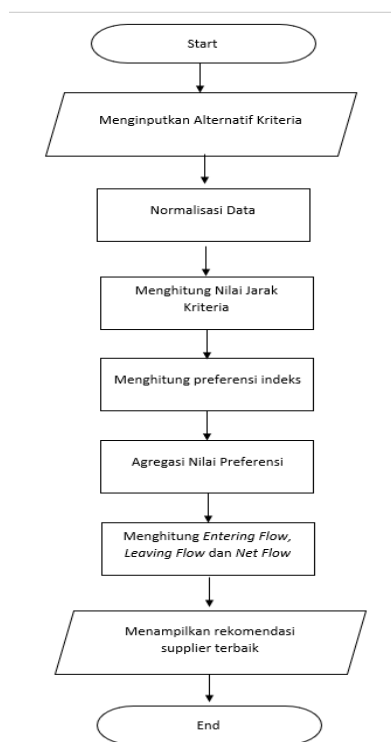 Start
Menginputkan Alternatif Kriteria
Normalisasi Data
Menghitung Nilai Jarak
Kriteria
Menghitung preferensi indeks
Agregasi Nilai Preferensi
Menghitung Entering Flow,
Leaving Flow dan Net Flow
Menampilkan rekomendasi
supplier terbaik
End